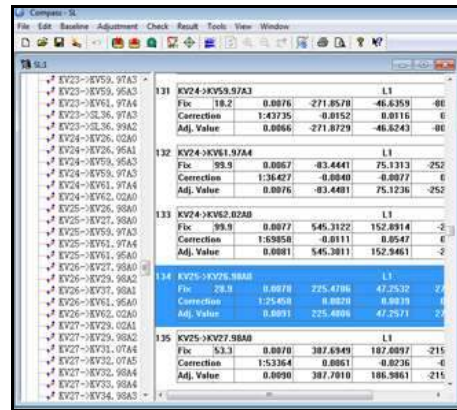 Compass - SL
File Edit Baseline Adjustment Check Result Tools View Window
SL3
KV23->KV59.97A3
KV23->KV59.95A3
KV23->KV61.97A4
KV23->SL36.97A3
KV23->SL36.99A2
KV24->KV26.02A0
KV24->KV26.95A1
KV24->KV59.95A3
KV24->KV59.97A3
KV24->KV61.97A4
KV24->KV62.02A0
KV25->KV26.98A0
KV25->KV27.98A0
KV25->KV59.97A3
KV25->KV61.97A4
KV25->KV61.95A0
KV26->KV27.98A0
KV26->KV29.98A2
KV26->KV37.98A1
KV26->KV61.95A0
KV26->KV62.02A0
KV27->KV29.02A1
KV27->KV29.98A2
KV27->KV31.07A4
KV27->KV32.07A5
KV27->KV32.98A4
KV27->KV33.98A4
KV27->KV34.98A3
131 KV24->KV59.97A3 L1
Fix 18.2 0.0076 -271.8578 -46.6359
Correction 1:43735 -0.0152 0.0116
Adj. Value 0.0066 -271.8729 -46.6243
132 KV24->KV61.97A4 L1
Fix 99.9 0.0067 -83.4441 75.1313 -252
Correction 1:36427 -0.0040 -0.0077
Adj. Value 0.0076 -83.4481 75.1236 -252
133 KV24->KV62.02A0 L1
Fix 99.9 0.0077 545.3122 152.8914 -2
Correction 1:69858 -0.0111 0.0547
Adj. Value 0.0081 545.3011 152.9461 -2
134 KV25->KV26.98A0 L1
Fix 28.9 0.0078 225.4786 47.2532 27
Correction 1:25458 0.0020 0.0039
Adj. Value 0.0091 225.4806 47.2571 27
135 KV25->KV27.98A0 L1
Fix 53.3 0.0070 387.6949 187.0097 -215
Correction 1:53364 0.0061 -0.0236
Adj. Value 0.0090 387.7010 186.9861 -215